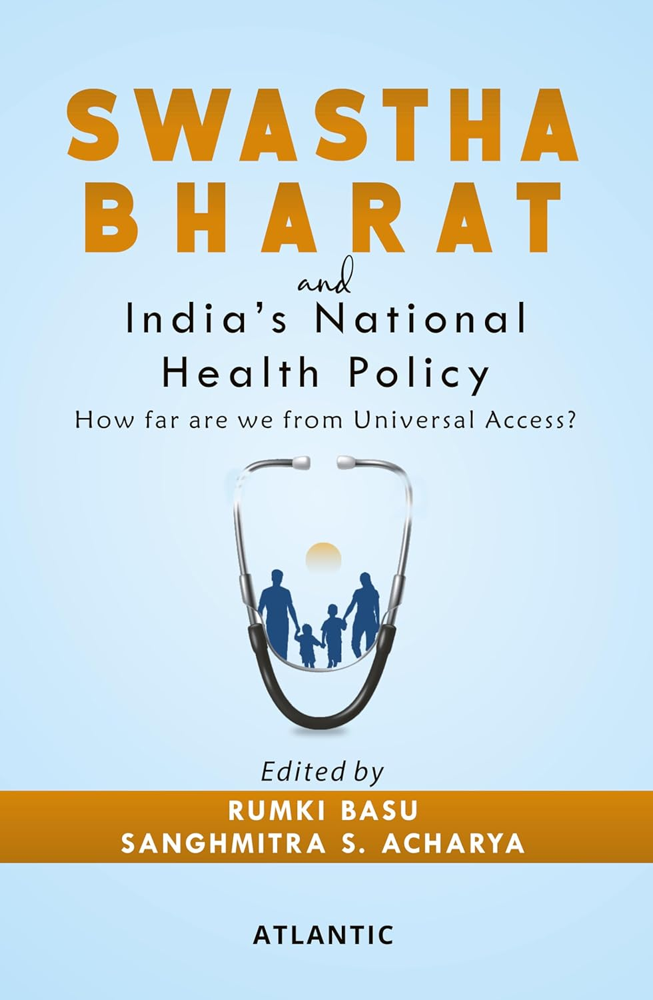 SWASTHA
BHARAT
and
India’s National
Health Policy
How far are we from Universal Access?
Edited by
RUMKI BASU
SANGHMITRA S. ACHARYA
ATLANTIC